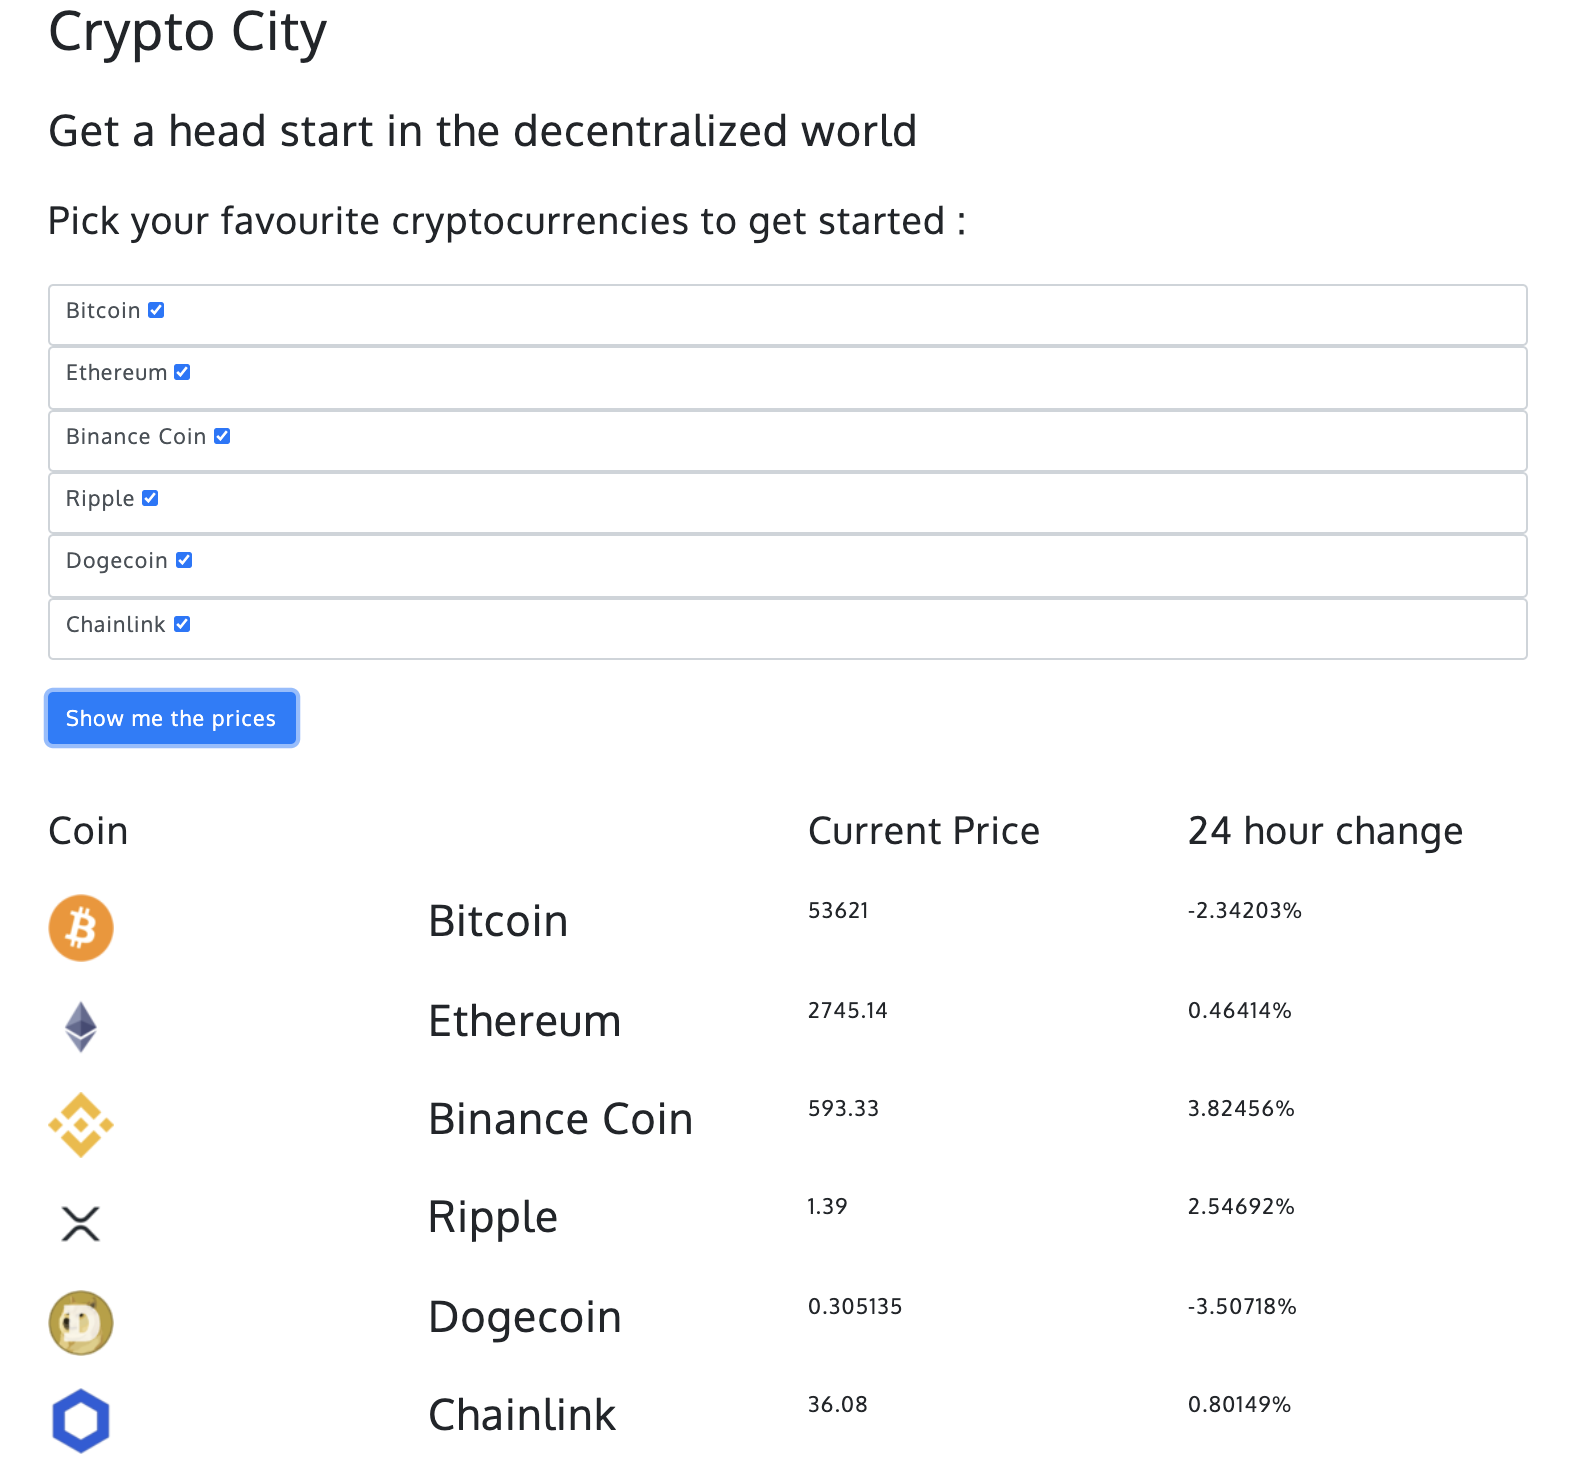 Crypto City
Get a head start in the decentralized world
Pick your favourite cryptocurrencies to get started :
Bitcoin
Ethereum
Binance Coin
Ripple
Dogecoin
Chainlink
Show me the prices
Coin Current Price 24 hour change
Bitcoin 53621 -2.34203%
Ethereum 2745.14 0.46414%
Binance Coin 593.33 3.82456%
Ripple 1.39 2.54692%
Dogecoin 0.305135 -3.50718%
Chainlink 36.08 0.80149%